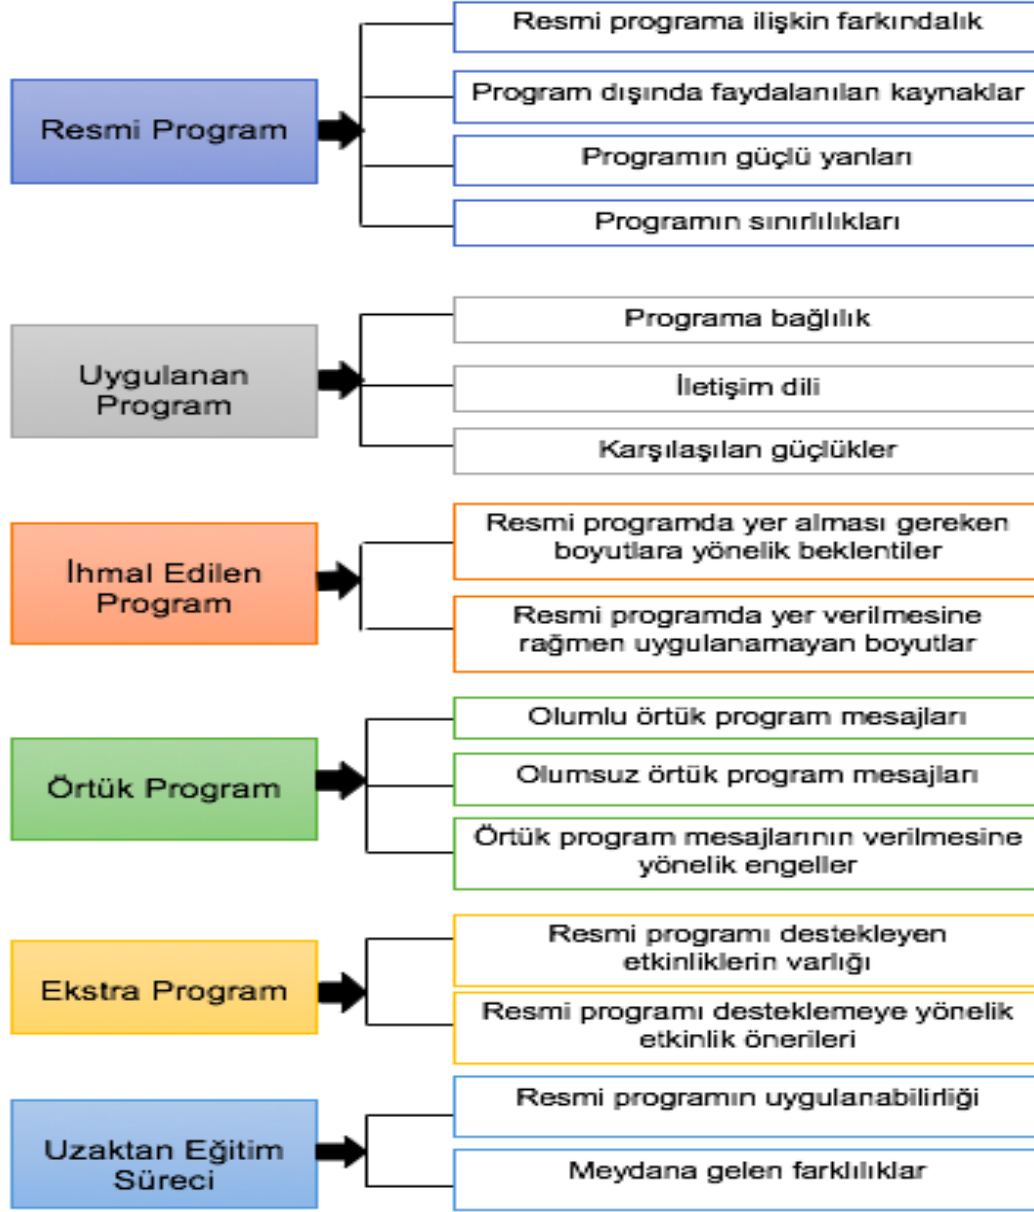 Resmi Program
Resmi programa ilişkin farkındalık
Program dışında faydalanılan kaynaklar
Programın güçlü yanları
Programın sınırlılıkları
Uygulanan
Program
Programa bağlılık
İletişim dili
Karşılaşılan güçlükler
İhmal Edilen
Program
Resmi programda yer alması gereken
boyutlara yönelik beklentiler
Resmi programda yer verilmesine
rağmen uygulanamayan boyutlar
Örtük Program
Olumlu örtük program mesajları
Olumsuz örtük program mesajları
Örtük program mesajlarının verilmesine
yönelik engeller
Ekstra Program
Resmi programı destekleyen
etkinliklerin varlığı
Resmi programı desteklemeye yönelik
etkinlik önerileri
Uzaktan Eğitim
Süreci
Resmi programın uygulanabilirliği
Meydana gelen farklılıklar